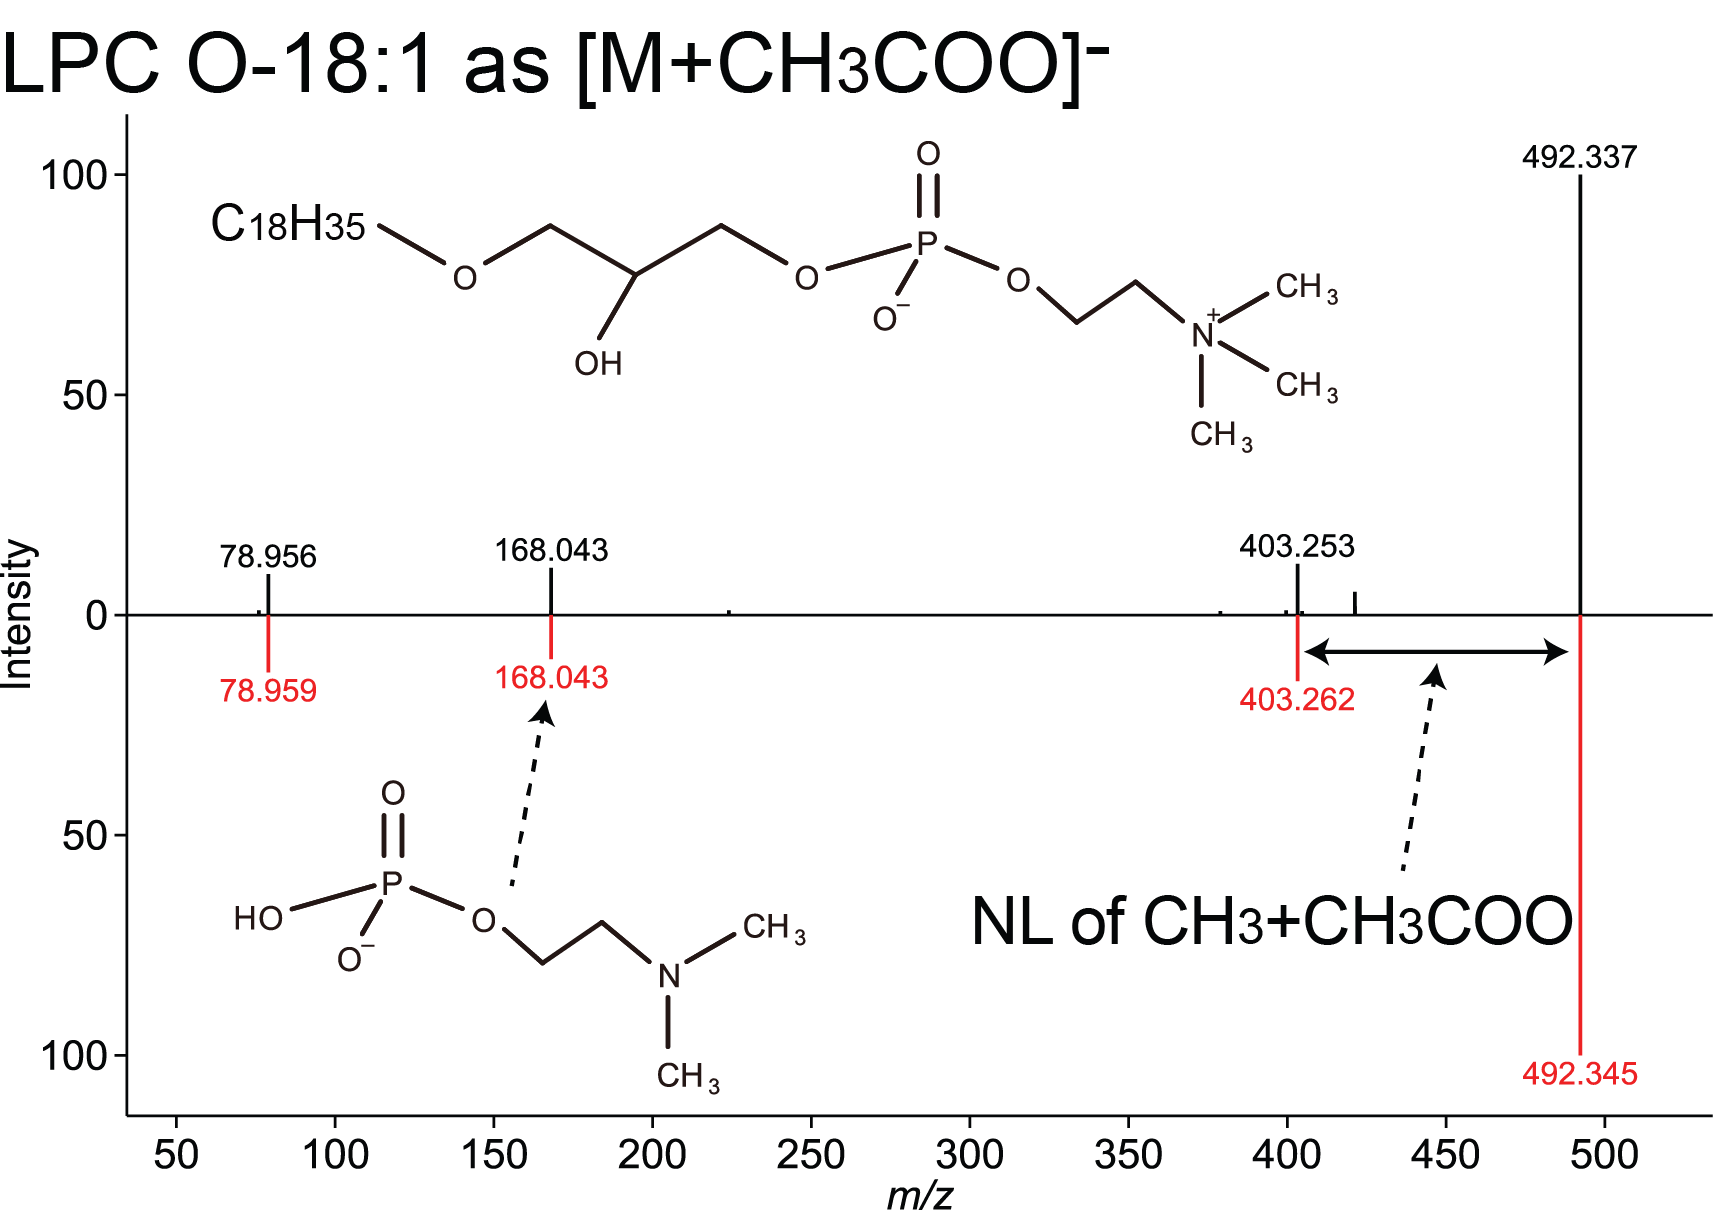 LPC O-18:1 as [M+CH3COO]-
100
492.337
O
C18H35
P
O
O
O
O-
N+
CH3
CH3
CH3
OH
50
78.956
168.043
403.253
0
Intensity
78.959
168.043
403.262
O
50
P
HO
O
O-
N
CH3
CH3
NL of CH3+CH3COO
100
492.345
50 100 150 200 250 300 350 400 450 500
m/z